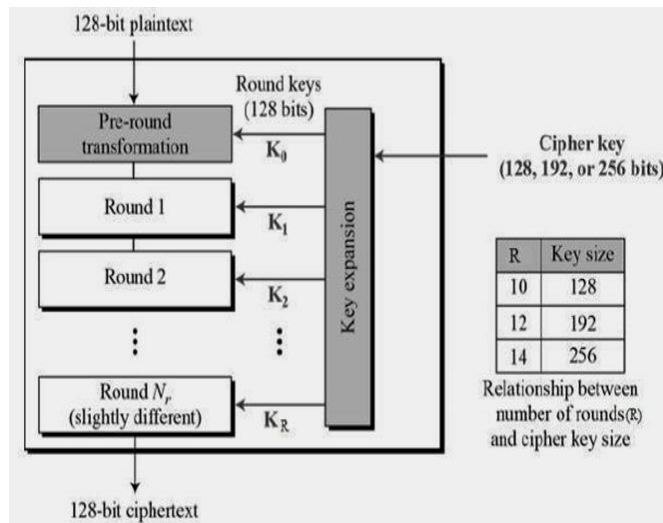 128-bit plaintext
Round keys
(128 bits)
Pre-round
transformation
K₀
Cipher key
(128, 192, or 256 bits)
Round 1
K₁
Round 2
K₂
Key expansion
Round Nᵣ
(slightly different)
K_R
128-bit ciphertext
R Key size
10 128
12 192
14 256
Relationship between
number of rounds(R)
and cipher key size